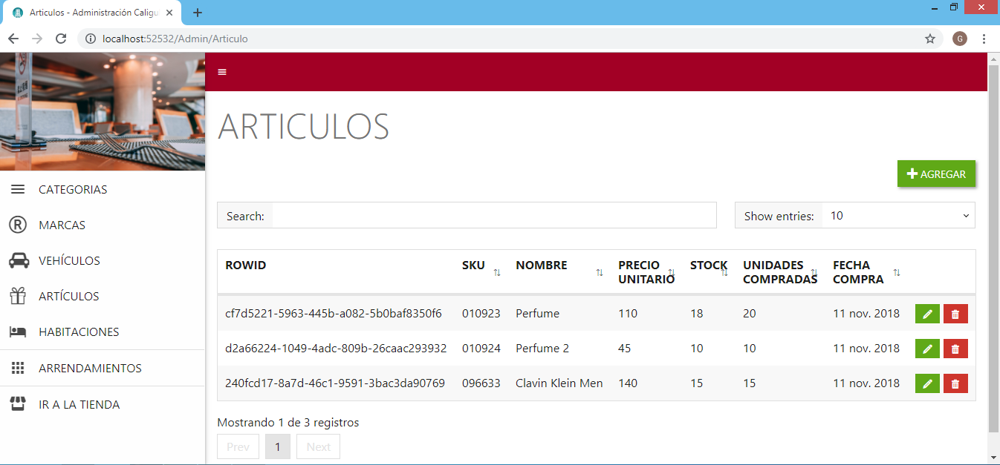 Articulos - Administración Caligu
localhost:52532/Admin/Articulo
G
ARTICULOS
AGREGAR
Search:
Show entries: 10
CATEGORIAS
MARCAS
VEHÍCULOS
ARTÍCULOS
HABITACIONES
ARRENDAMIENTOS
IR A LA TIENDA
ROWID SKU NOMBRE PRECIO UNITARIO STOCK UNIDADES COMPRADAS FECHA COMPRA
cf7d5221-5963-445b-a082-5b0baf8350f6 010923 Perfume 110 18 20 11 nov. 2018
d2a66224-1049-4adc-809b-26caac293932 010924 Perfume 2 45 10 10 11 nov. 2018
240fcd17-8a7d-46c1-9591-3bac3da90769 096633 Clavin Klein Men 140 15 15 11 nov. 2018
Mostrando 1 de 3 registros
Prev 1 Next